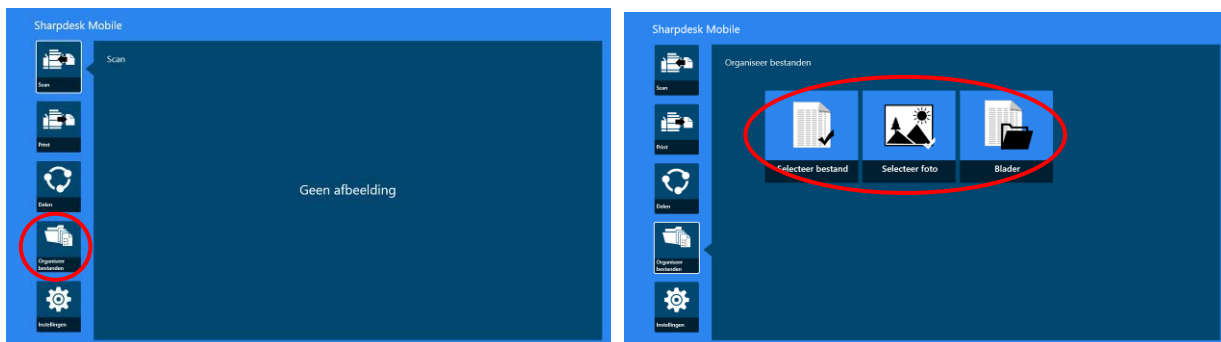 Sharpdesk Mobile
Scan
Scan
Print
Delen
Organiseer
bestanden
Instellingen
Geen afbeelding
Sharpdesk Mobile
Organiseer bestanden
Scan
Print
Delen
Organiseer
bestanden
Instellingen
Selecteer bestand
Selecteer foto
Blader